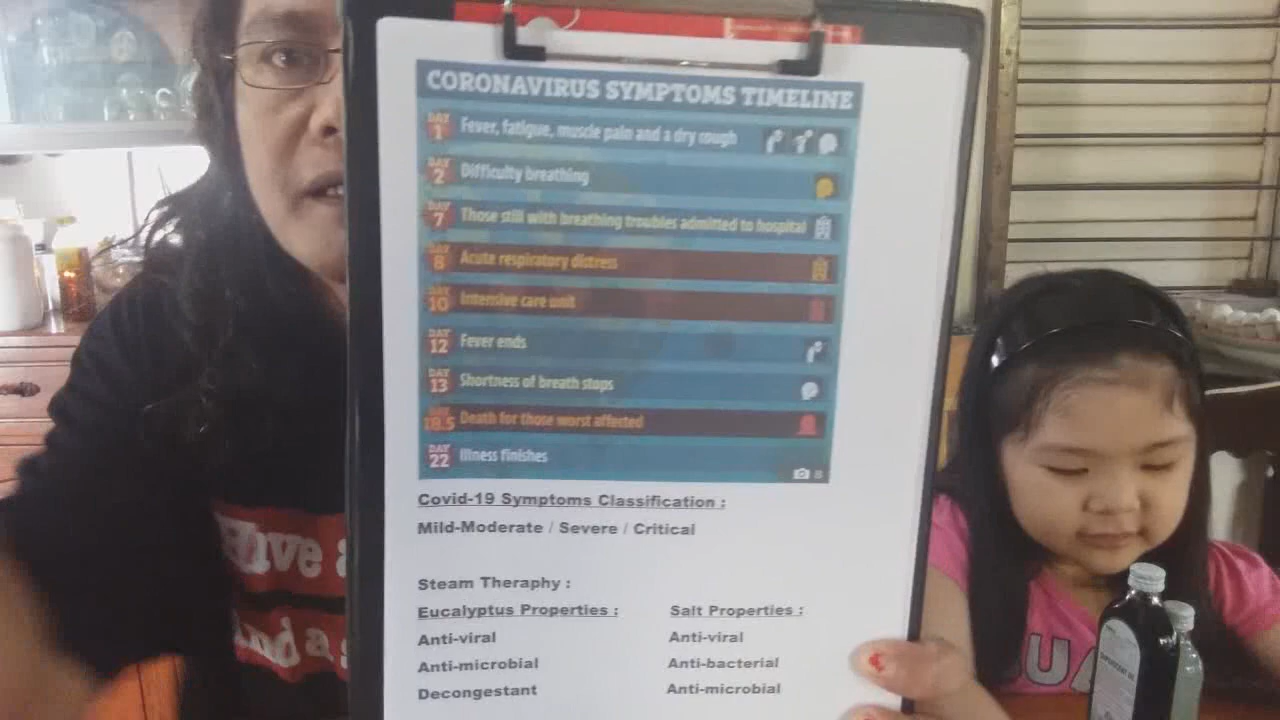 CORONAVIRUS SYMPTOMS TIMELINE
DAY 1 Fever, fatigue, muscle pain and a dry cough
DAY 2 Difficulty breathing
DAY 7 Those still with breathing troubles admitted to hospital
DAY 8 Acute respiratory distress
DAY 10 Intensive care unit
DAY 12 Fever ends
DAY 13 Shortness of breath stops
DAY 18.5 Death for those worst affected
DAY 22 Illness finishes
Covid-19 Symptoms Classification :
Mild-Moderate / Severe / Critical
Steam Theraphy :
Eucalyptus Properties : Salt Properties :
Anti-viral Anti-viral
Anti-microbial Anti-bacterial
Decongestant Anti-microbial